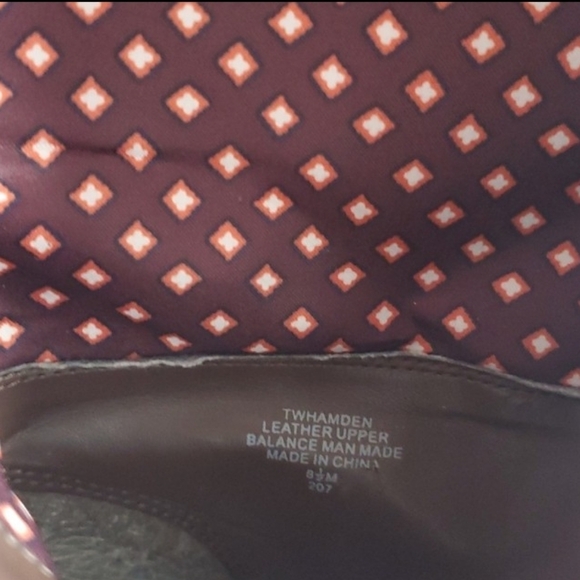 TWHAMDEN
LEATHER UPPER
BALANCE MAN MADE
MADE IN CHINA
8½M
207